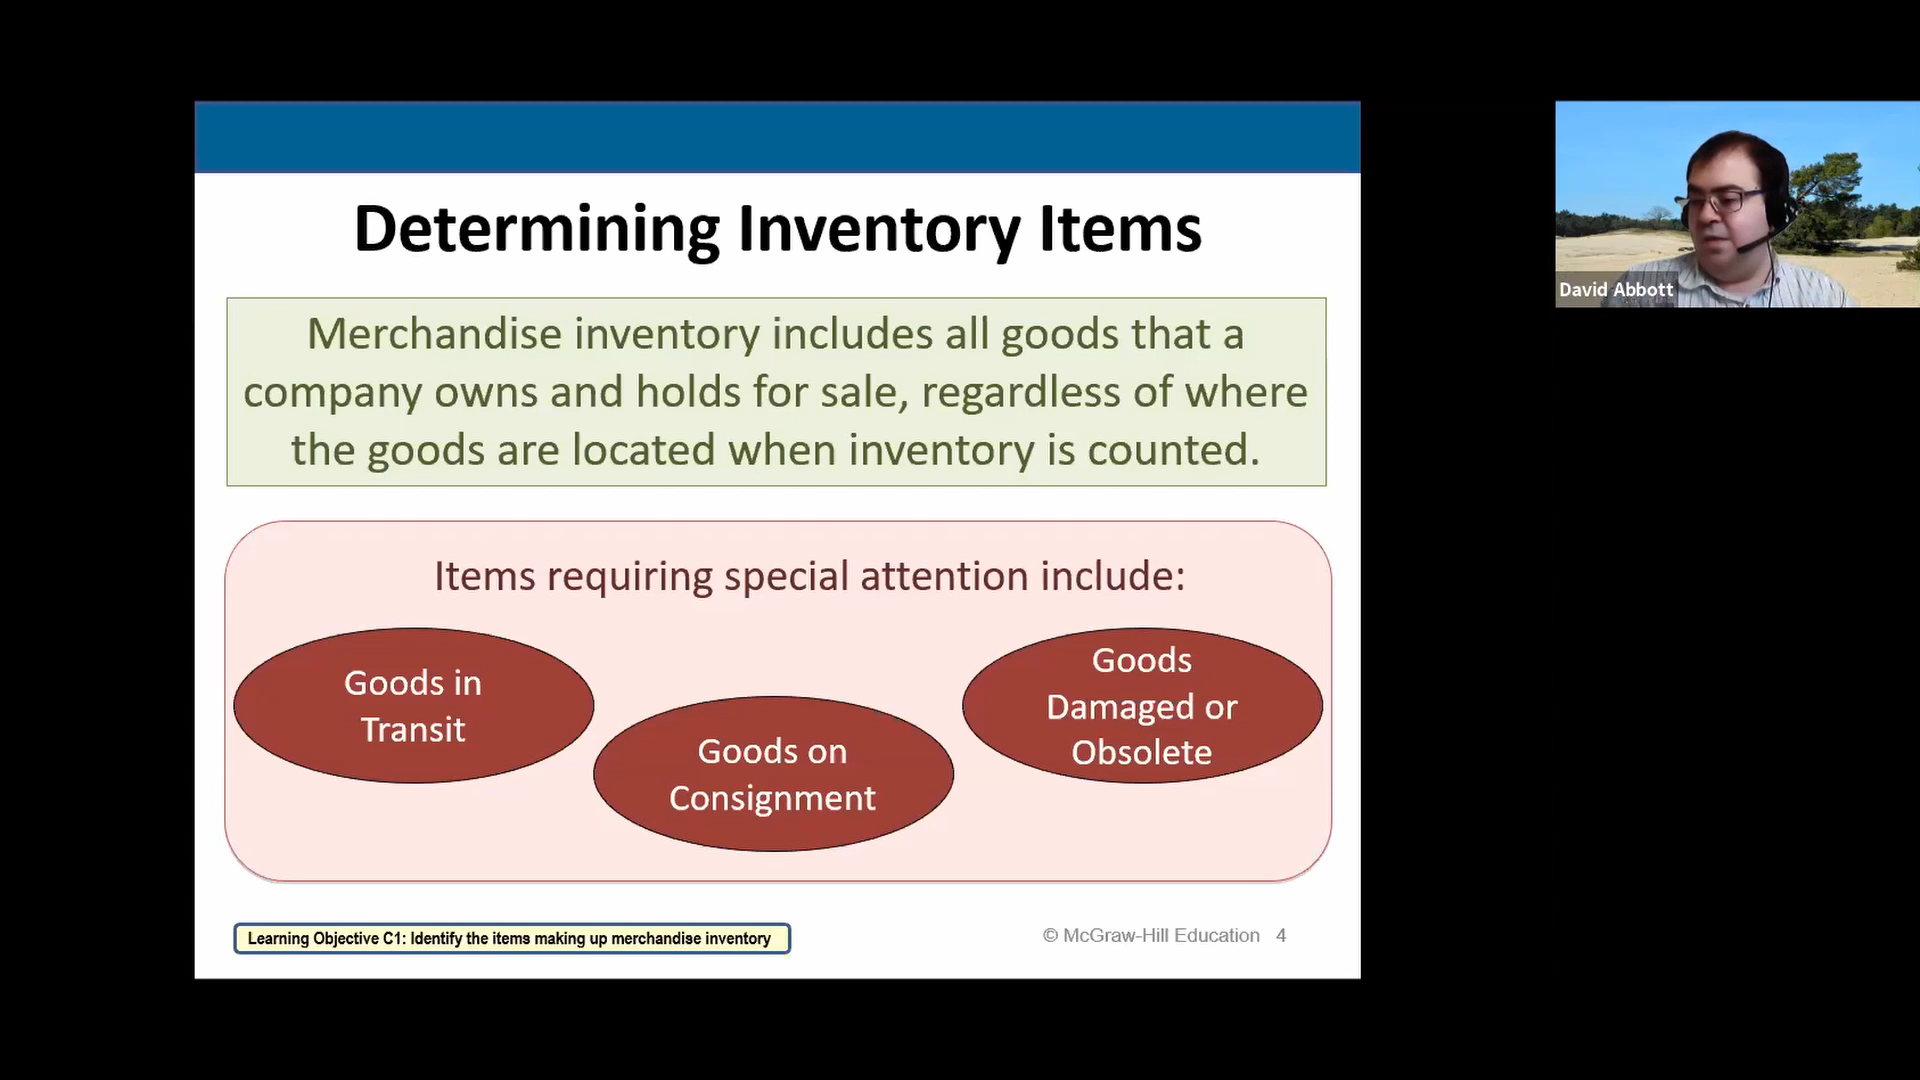 Determining Inventory Items
Merchandise inventory includes all goods that a
company owns and holds for sale, regardless of where
the goods are located when inventory is counted.
Items requiring special attention include:
Goods in
Transit
Goods on
Consignment
Goods
Damaged or
Obsolete
Learning Objective C1: Identify the items making up merchandise inventory
© McGraw-Hill Education 4
David Abbott